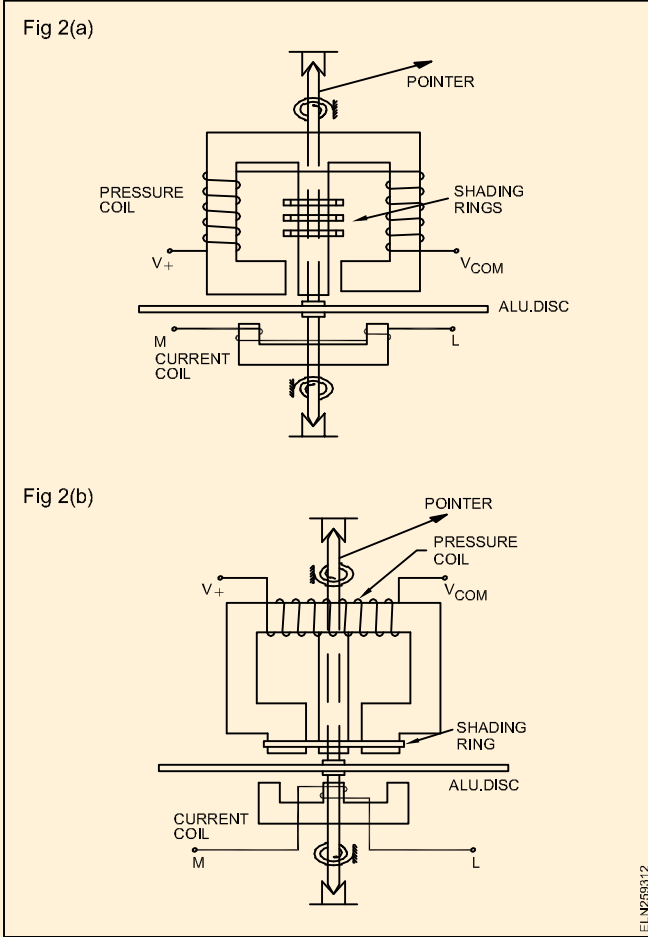 Fig 2(a)
POINTER
PRESSURE
COIL
SHADING
RINGS
V+
VCOM
ALU.DISC
M
L
CURRENT
COIL
Fig 2(b)
POINTER
PRESSURE
COIL
V+
VCOM
SHADING
RING
ALU.DISC
CURRENT
COIL
M
L
ELN259312